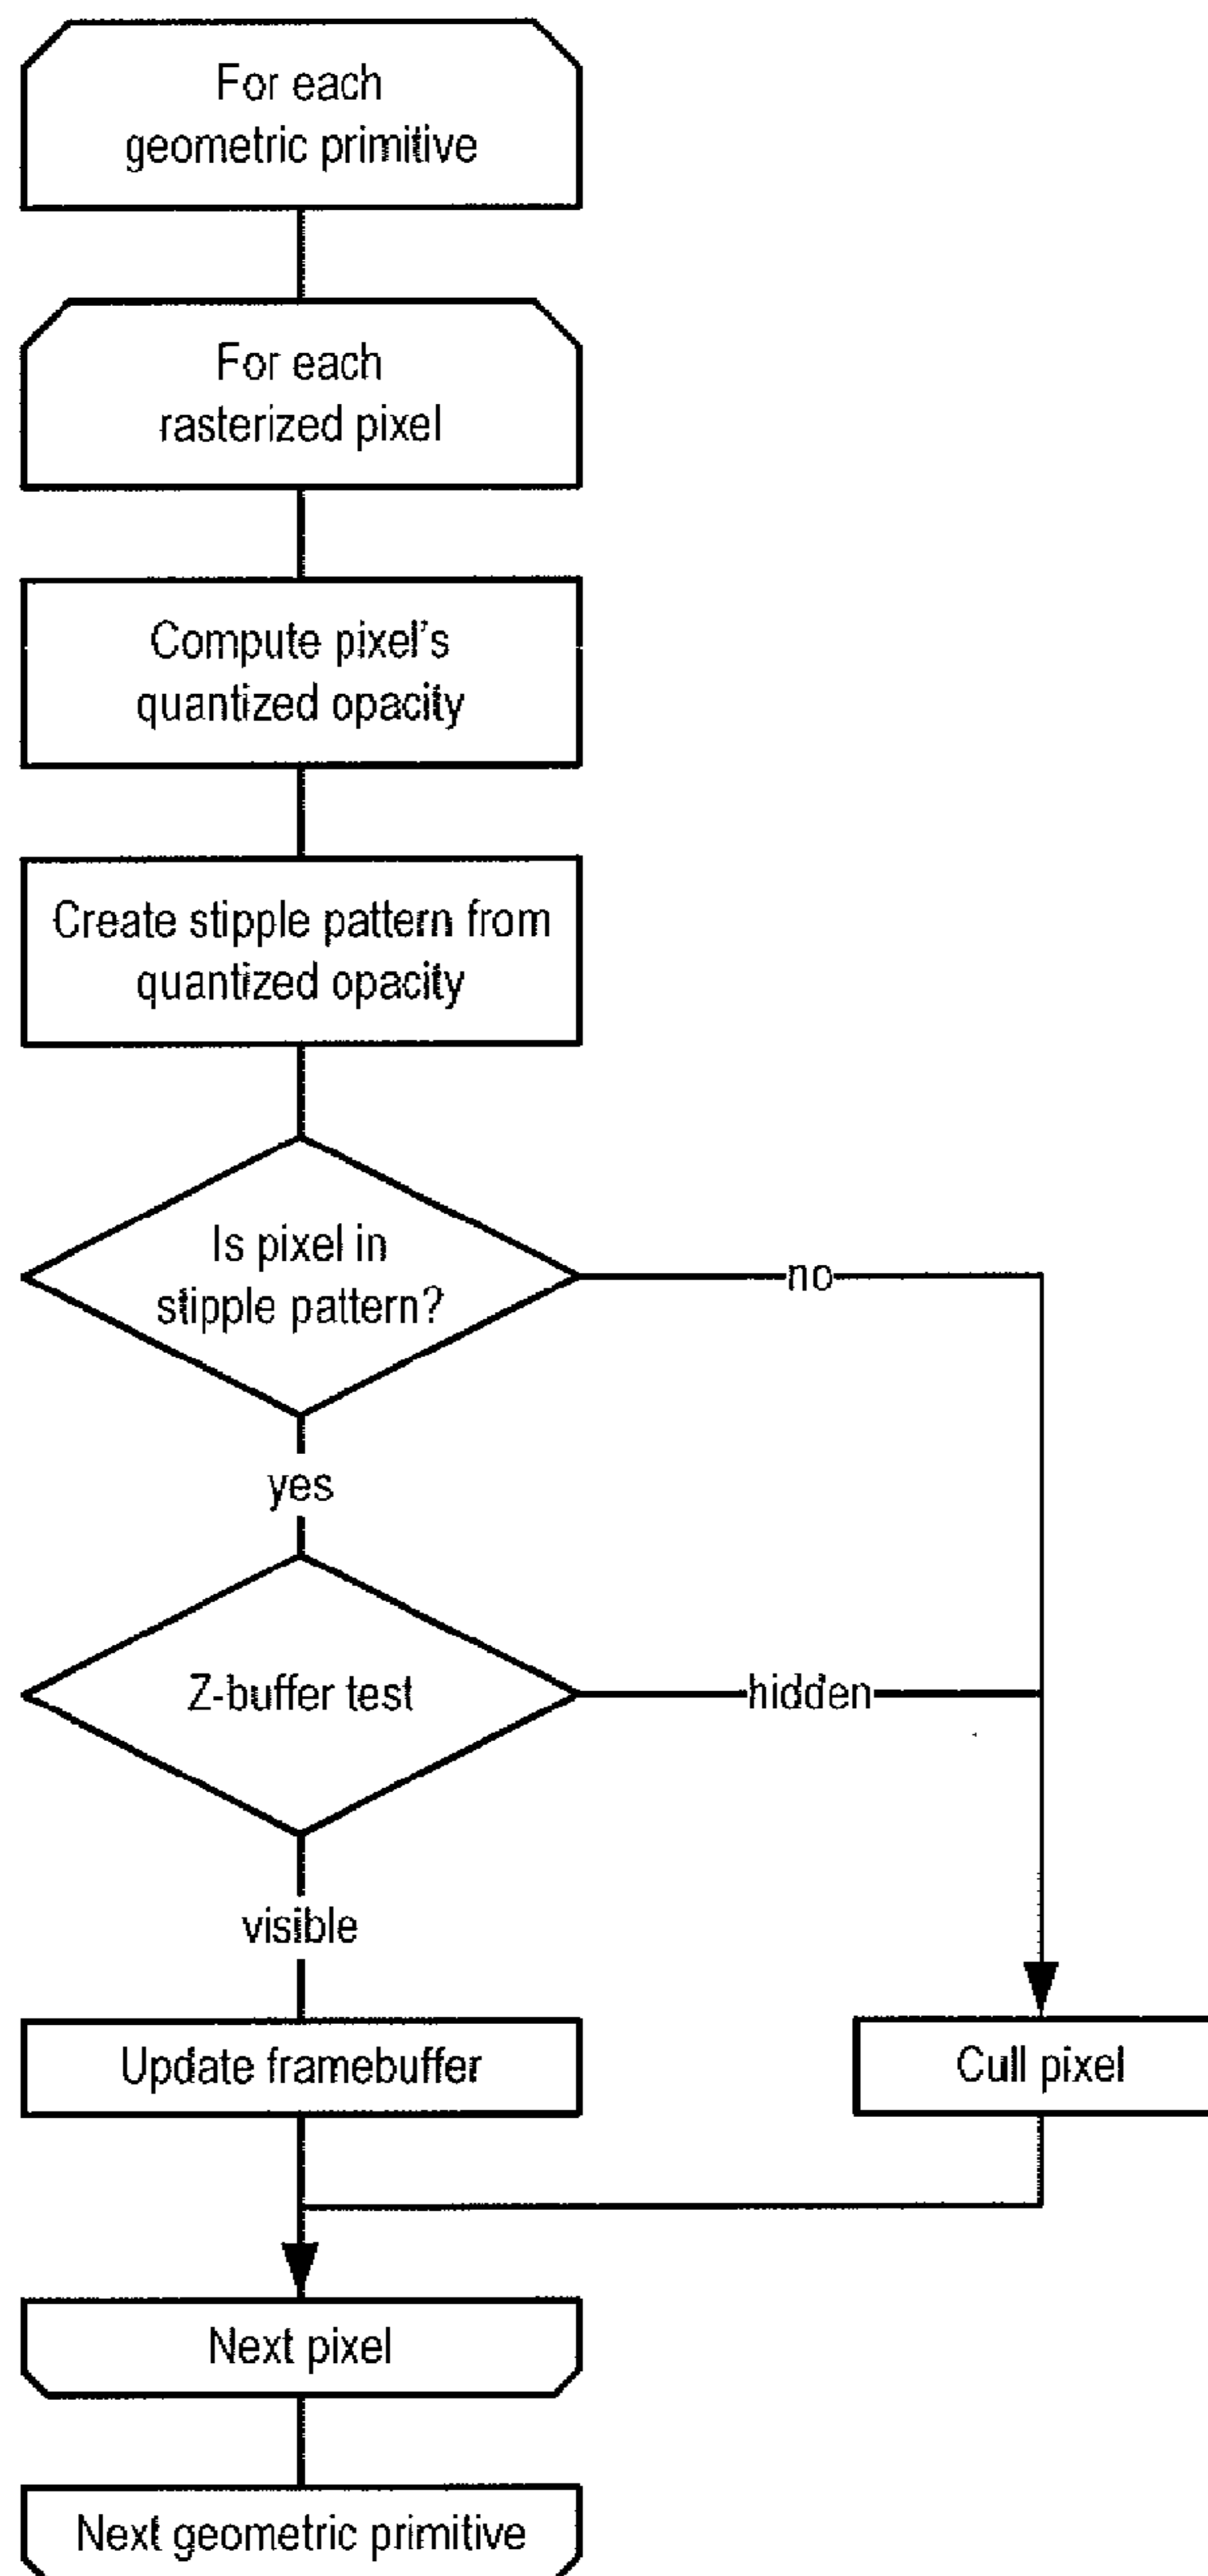 For each
geometric primitive
For each
rasterized pixel
Compute pixel's
quantized opacity
Create stipple pattern from
quantized opacity
Is pixel in
stipple pattern?
no
yes
Z-buffer test
hidden
visible
Update framebuffer
Cull pixel
Next pixel
Next geometric primitive